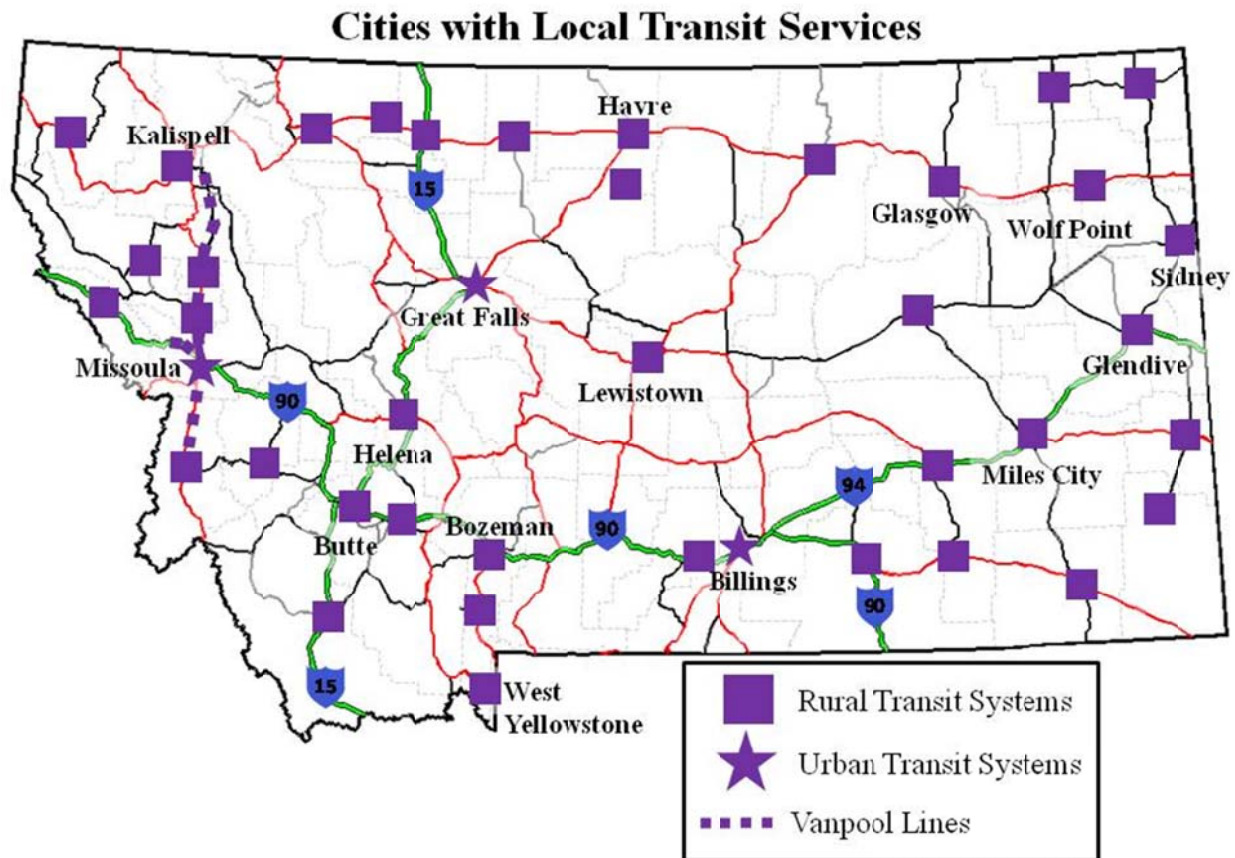 Cities with Local Transit Services
Havre
Kalispell
15
Glasgow
Wolf Point
Sidney
Great Falls
Glendive
Missoula
Lewistown
90
Helena
Miles City
94
Bozeman
90
Butte
Billings
90
15
West
Yellowstone
Rural Transit Systems
Urban Transit Systems
Vanpool Lines